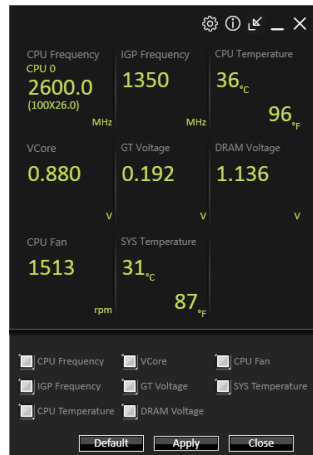 CPU Frequency IGP Frequency CPU Temperature
CPU 0
2600.0 1350 36°C
(100X26.0)
MHz MHz 96°F
VCore GT Voltage DRAM Voltage
0.880 0.192 1.136
V V V
CPU Fan SYS Temperature
1513 31°C
rpm 87°F
CPU Frequency VCore CPU Fan
IGP Frequency GT Voltage SYS Temperature
CPU Temperature DRAM Voltage
Default Apply Close